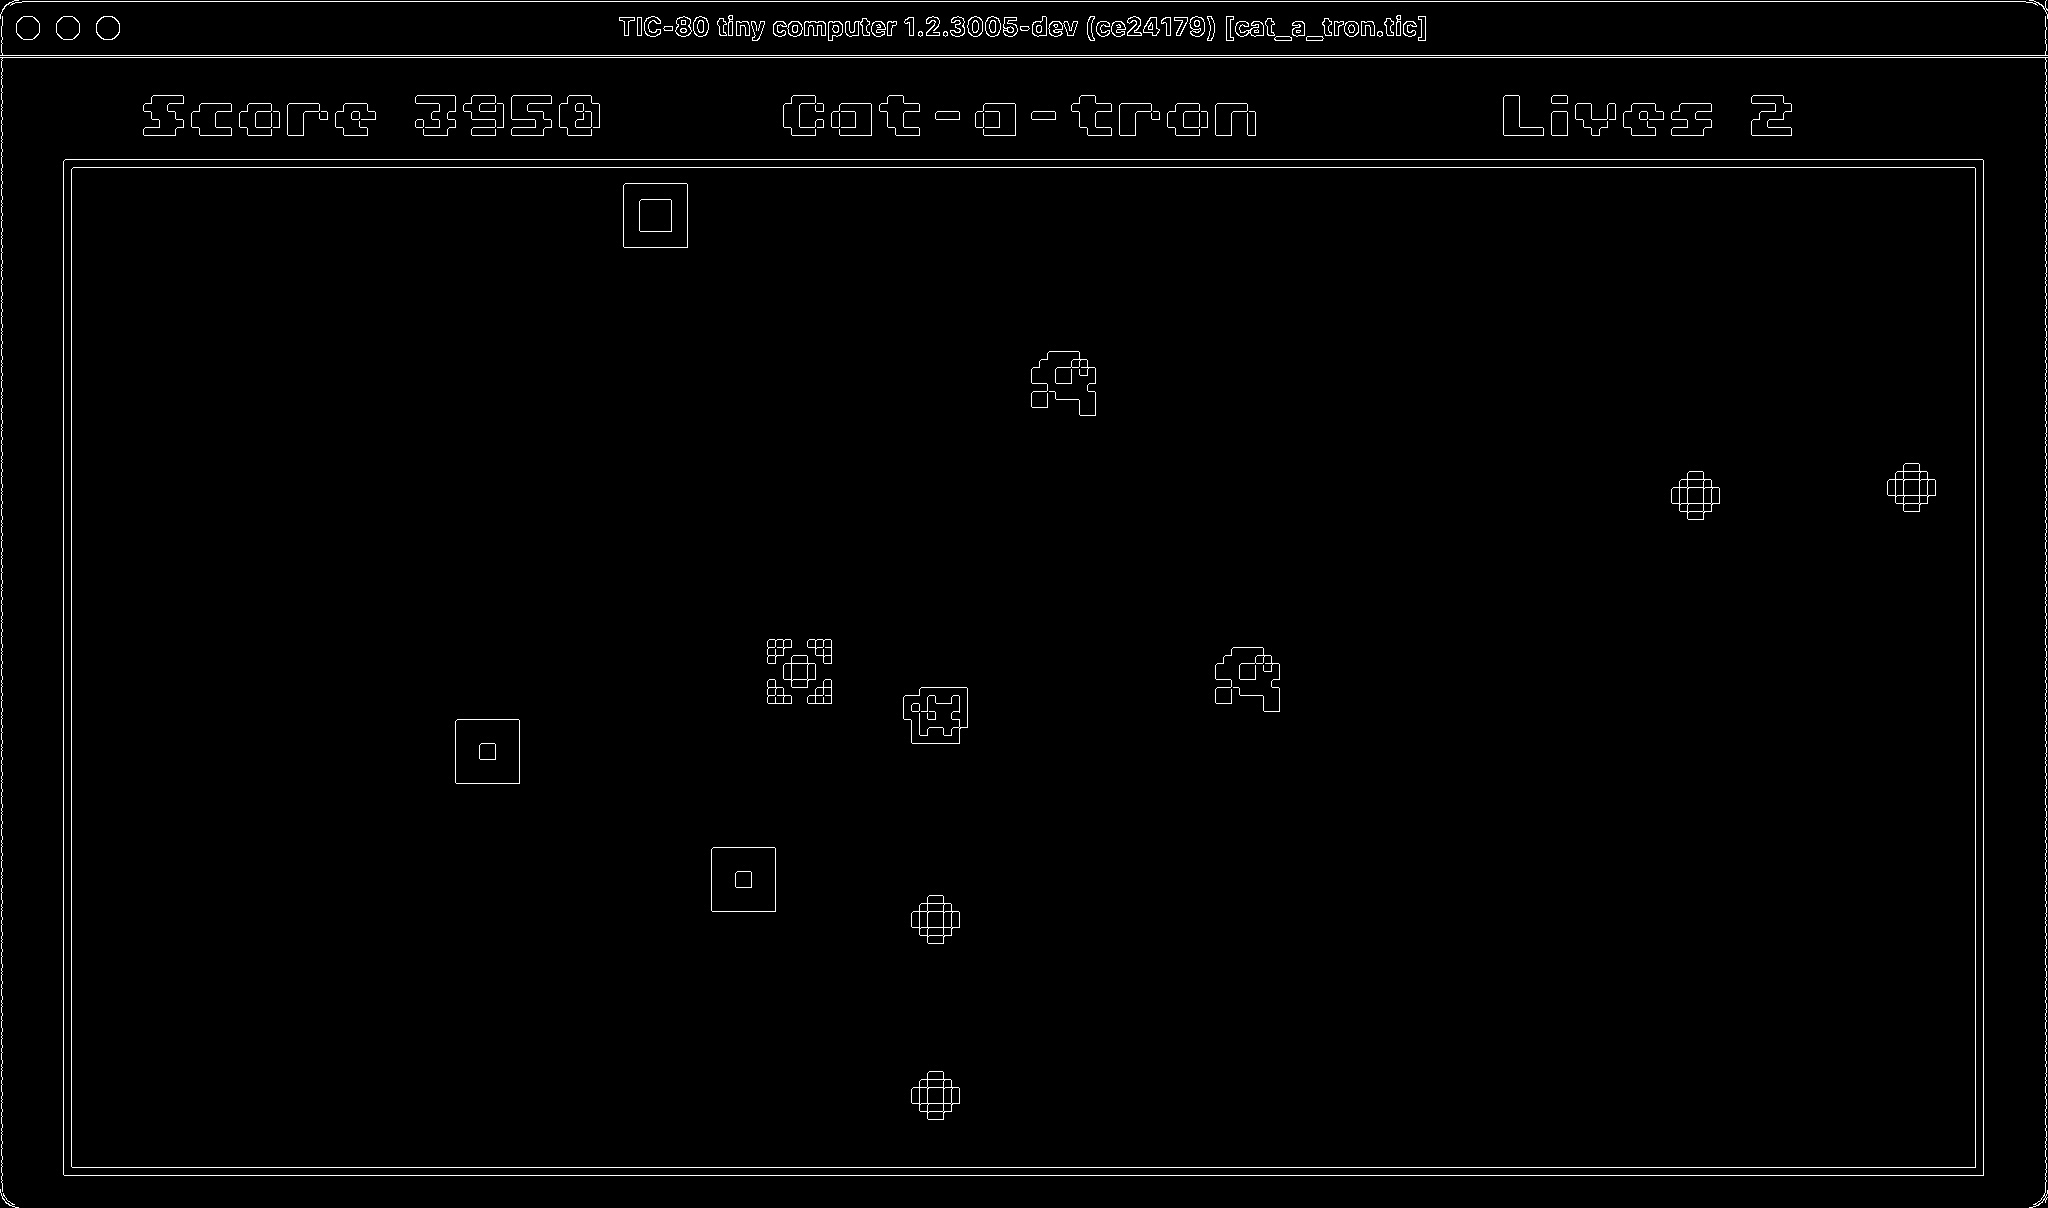 TIC-80 tiny computer 1.2.3005-dev (ce24179) [cat_a_tron.tic]
Score 3950 Cat-a-tron Lives 2